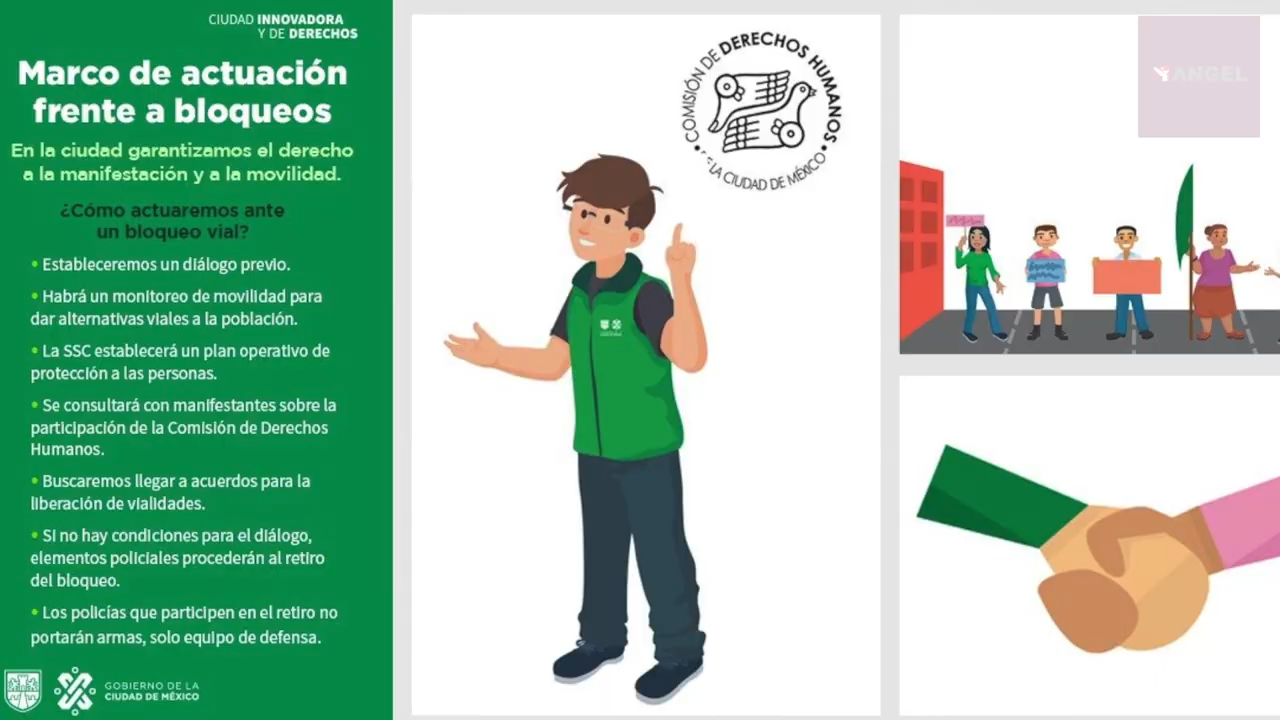 CIUDAD INNOVADORA
Y DE DERECHOS
Marco de actuación
frente a bloqueos
En la ciudad garantizamos el derecho
a la manifestación y a la movilidad.
¿Cómo actuaremos ante
un bloqueo vial?
• Estableceremos un diálogo previo.
• Habrá un monitoreo de movilidad para
dar alternativas viales a la población.
• La SSC establecerá un plan operativo de
protección a las personas.
• Se consultará con manifestantes sobre la
participación de la Comisión de Derechos
Humanos.
• Buscaremos llegar a acuerdos para la
liberación de vialidades.
• Si no hay condiciones para el diálogo,
elementos policiales procederán al retiro
del bloqueo.
• Los policías que participen en el retiro no
portarán armas, solo equipo de defensa.
GOBIERNO DE LA
CIUDAD DE MÉXICO
COMISIÓN DE DERECHOS HUMANOS
LA CIUDAD DE MÉXICO
ANGEL